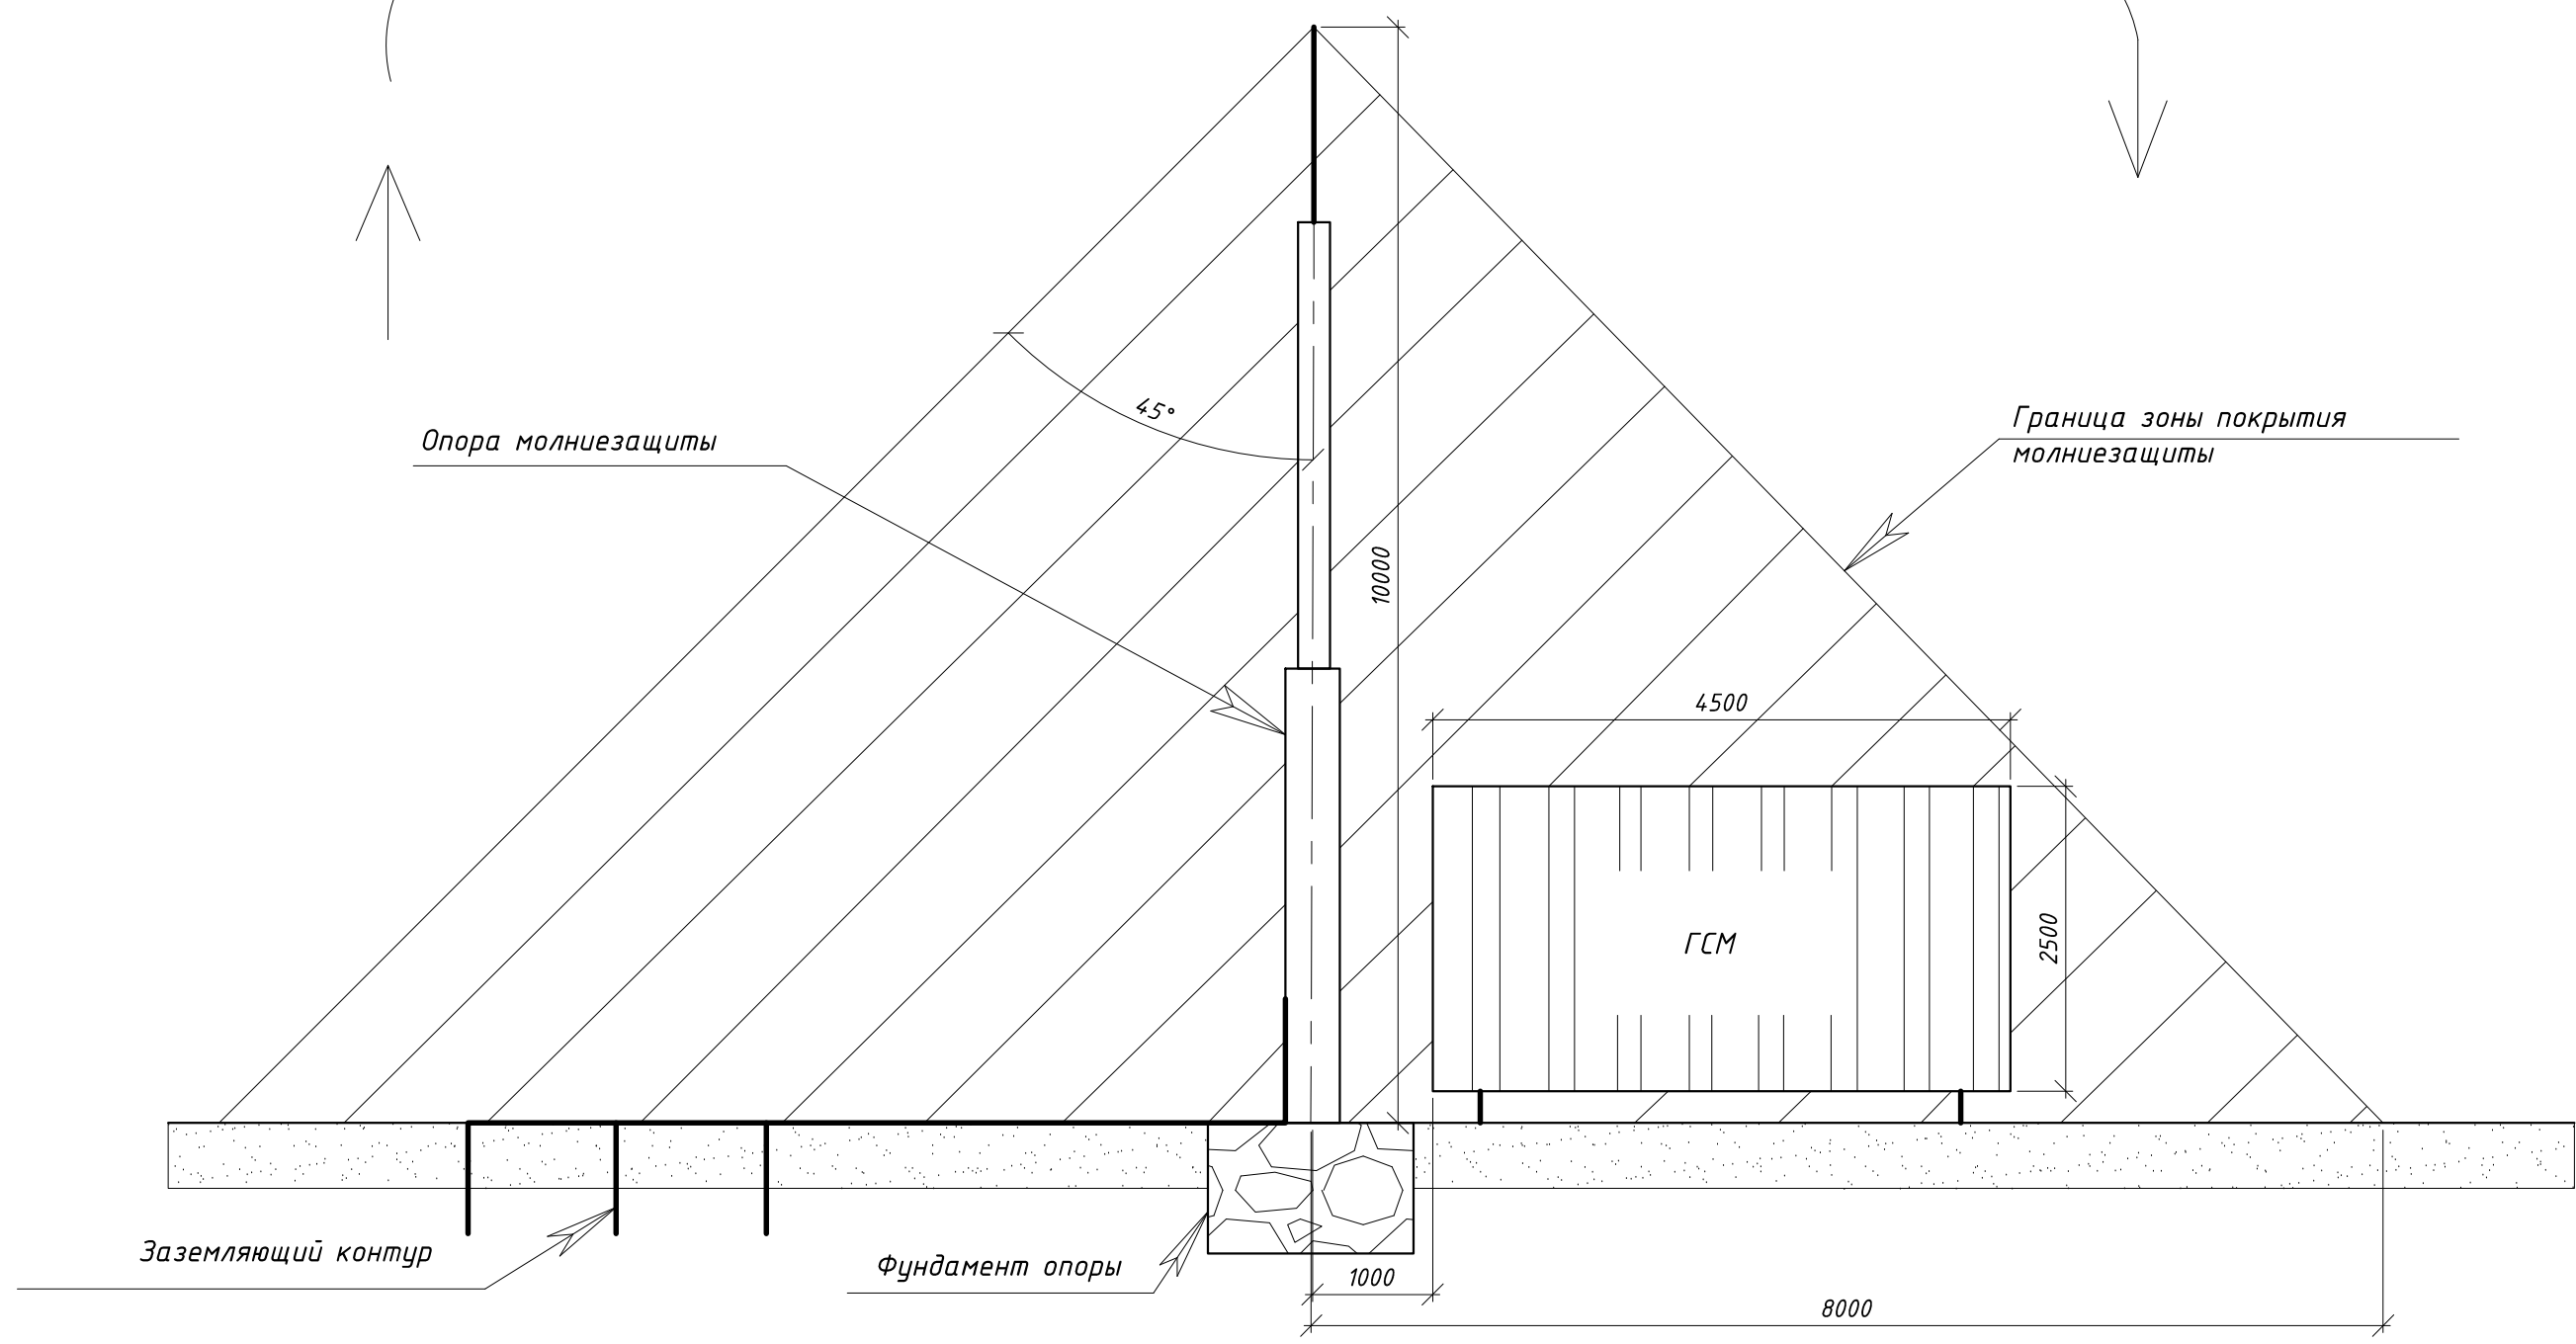 45°
Опора молниезащиты
Граница зоны покрытия
молниезащиты
10000
4500
ГСМ
2500
Заземляющий контур
Фундамент опоры
1000
8000